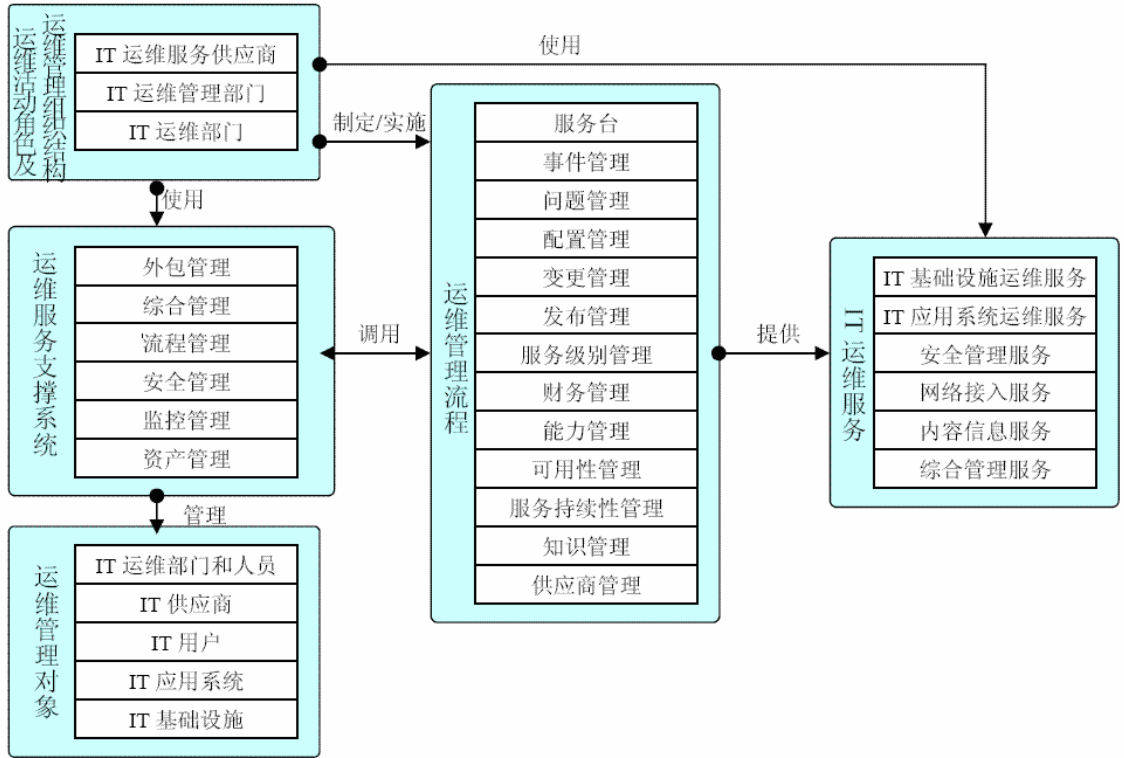 运维活动角色及
运维管理组织结构
IT 运维服务供应商
IT 运维管理部门
IT 运维部门
使用
制定/实施
使用
运维服务支撑系统
外包管理
综合管理
流程管理
安全管理
监控管理
资产管理
调用
管理
运维管理对象
IT 运维部门和人员
IT 供应商
IT 用户
IT 应用系统
IT 基础设施
运维管理流程
服务台
事件管理
问题管理
配置管理
变更管理
发布管理
服务级别管理
财务管理
能力管理
可用性管理
服务持续性管理
知识管理
供应商管理
提供
IT 运维服务
IT 基础设施运维服务
IT 应用系统运维服务
安全管理服务
网络接入服务
内容信息服务
综合管理服务